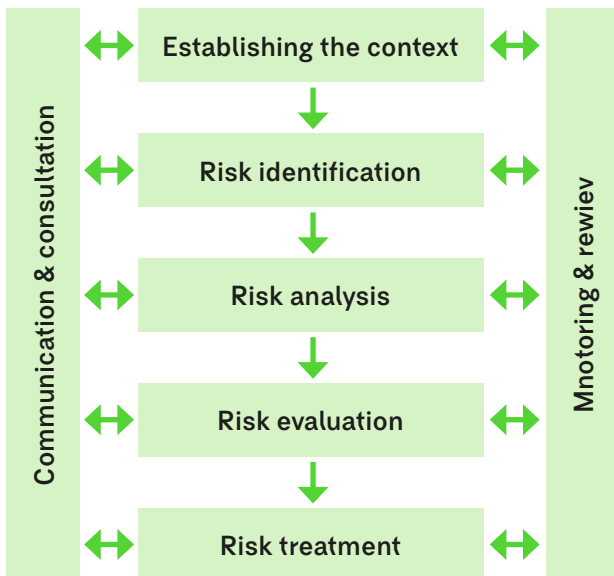 Communication & consultation
Establishing the context
Risk identification
Risk analysis
Risk evaluation
Risk treatment
Mnotoring & rewiev